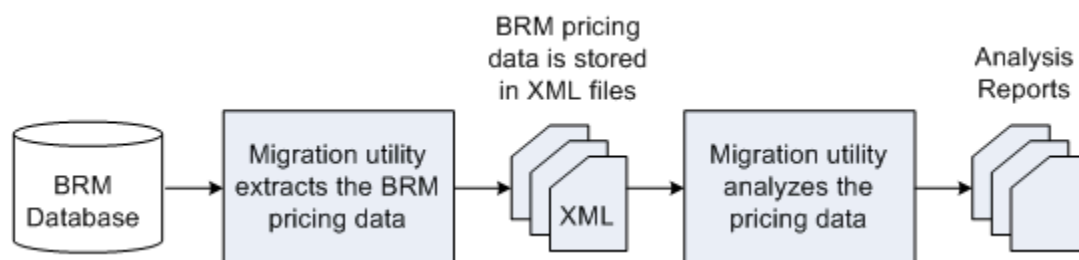 BRM
Database
Migration utility
extracts the BRM
pricing data
BRM pricing
data is stored
in XML files
XML
Migration utility
analyzes the
pricing data
Analysis
Reports